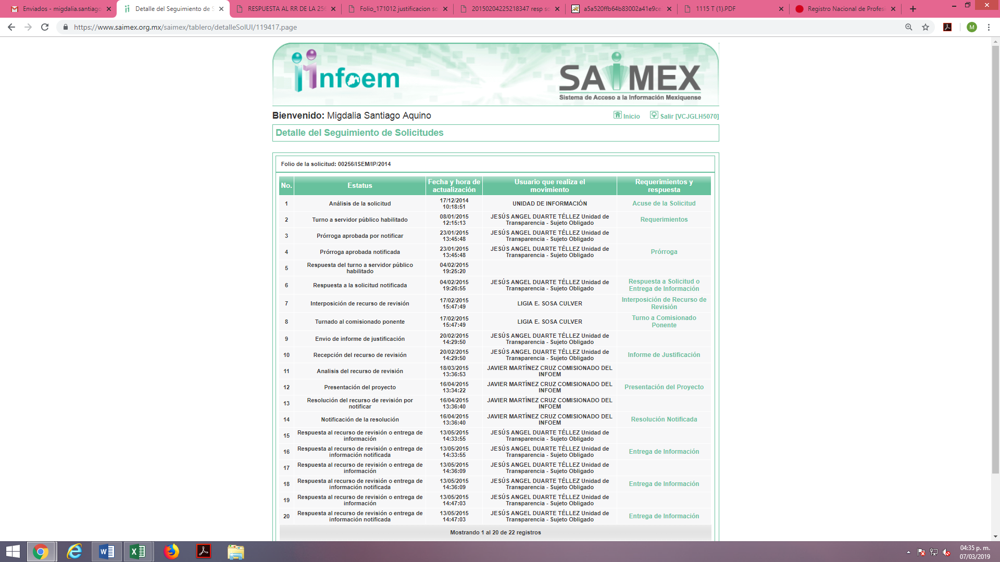 Enviados - migdalia.santiago
Detalle del Seguimiento de S
RESPUESTA AL RR DE LA 256
Folio_171012 justificacion so
20150204225218347 resp so
a5a520ffb64b83002a41e9ce
1115 T (1).PDF
Registro Nacional de Profesi
https://www.saimex.org.mx/saimex/tablero/detalleSolUI/119417.page
M
infoem
SAIMEX
Sistema de Acceso a la Información Mexiquense
Bienvenido: Migdalia Santiago Aquino
Inicio Salir [VCJGLH5070]
Detalle del Seguimiento de Solicitudes
Folio de la solicitud: 00256/ISEM/IP/2014
No. Estatus Fecha y hora de actualización Usuario que realiza el movimiento Requerimientos y respuesta
1 Análisis de la solicitud 17/12/2014 10:18:51 UNIDAD DE INFORMACIÓN Acuse de la Solicitud
2 Turno a servidor público habilitado 08/01/2015 12:15:13 JESÚS ANGEL DUARTE TÉLLEZ Unidad de Transparencia - Sujeto Obligado Requerimientos
3 Prórroga aprobada por notificar 23/01/2015 13:45:48 JESÚS ANGEL DUARTE TÉLLEZ Unidad de Transparencia - Sujeto Obligado
4 Prórroga aprobada notificada 23/01/2015 13:45:48 JESÚS ANGEL DUARTE TÉLLEZ Unidad de Transparencia - Sujeto Obligado Prórroga
5 Respuesta del turno a servidor público habilitado 04/02/2015 19:25:20
6 Respuesta a la solicitud notificada 04/02/2015 19:26:55 JESÚS ANGEL DUARTE TÉLLEZ Unidad de Transparencia - Sujeto Obligado Respuesta a Solicitud o Entrega de Información
7 Interposición de recurso de revisión 17/02/2015 15:47:49 LIGIA E. SOSA CULVER Interposición de Recurso de Revisión
8 Turnado al comisionado ponente 17/02/2015 15:47:49 LIGIA E. SOSA CULVER Turno a Comisionado Ponente
9 Envio de informe de justificación 20/02/2015 14:29:50 JESÚS ANGEL DUARTE TÉLLEZ Unidad de Transparencia - Sujeto Obligado
10 Recepción del recurso de revisión 20/02/2015 14:29:50 JESÚS ANGEL DUARTE TÉLLEZ Unidad de Transparencia - Sujeto Obligado Informe de Justificación
11 Analisis del recurso de revisión 18/03/2015 13:36:53 JAVIER MARTÍNEZ CRUZ COMISIONADO DEL INFOEM
12 Presentación del proyecto 16/04/2015 13:34:22 JAVIER MARTÍNEZ CRUZ COMISIONADO DEL INFOEM Presentación del Proyecto
13 Resolución del recurso de revisión por notificar 16/04/2015 13:36:40 JAVIER MARTÍNEZ CRUZ COMISIONADO DEL INFOEM
14 Notificación de la resolución 16/04/2015 13:36:40 JAVIER MARTÍNEZ CRUZ COMISIONADO DEL INFOEM Resolución Notificada
15 Respuesta al recurso de revisión o entrega de información 13/05/2015 14:33:55 JESÚS ANGEL DUARTE TÉLLEZ Unidad de Transparencia - Sujeto Obligado
16 Respuesta al recurso de revisión o entrega de información notificada 13/05/2015 14:33:55 JESÚS ANGEL DUARTE TÉLLEZ Unidad de Transparencia - Sujeto Obligado Entrega de Información
17 Respuesta al recurso de revisión o entrega de información 13/05/2015 14:36:09 JESÚS ANGEL DUARTE TÉLLEZ Unidad de Transparencia - Sujeto Obligado
18 Respuesta al recurso de revisión o entrega de información notificada 13/05/2015 14:36:09 JESÚS ANGEL DUARTE TÉLLEZ Unidad de Transparencia - Sujeto Obligado Entrega de Información
19 Respuesta al recurso de revisión o entrega de información 13/05/2015 14:47:03 JESÚS ANGEL DUARTE TÉLLEZ Unidad de Transparencia - Sujeto Obligado
20 Respuesta al recurso de revisión o entrega de información notificada 13/05/2015 14:47:03 JESÚS ANGEL DUARTE TÉLLEZ Unidad de Transparencia - Sujeto Obligado Entrega de Información
Mostrando 1 al 20 de 22 registros
04:35 p. m.
07/03/2019